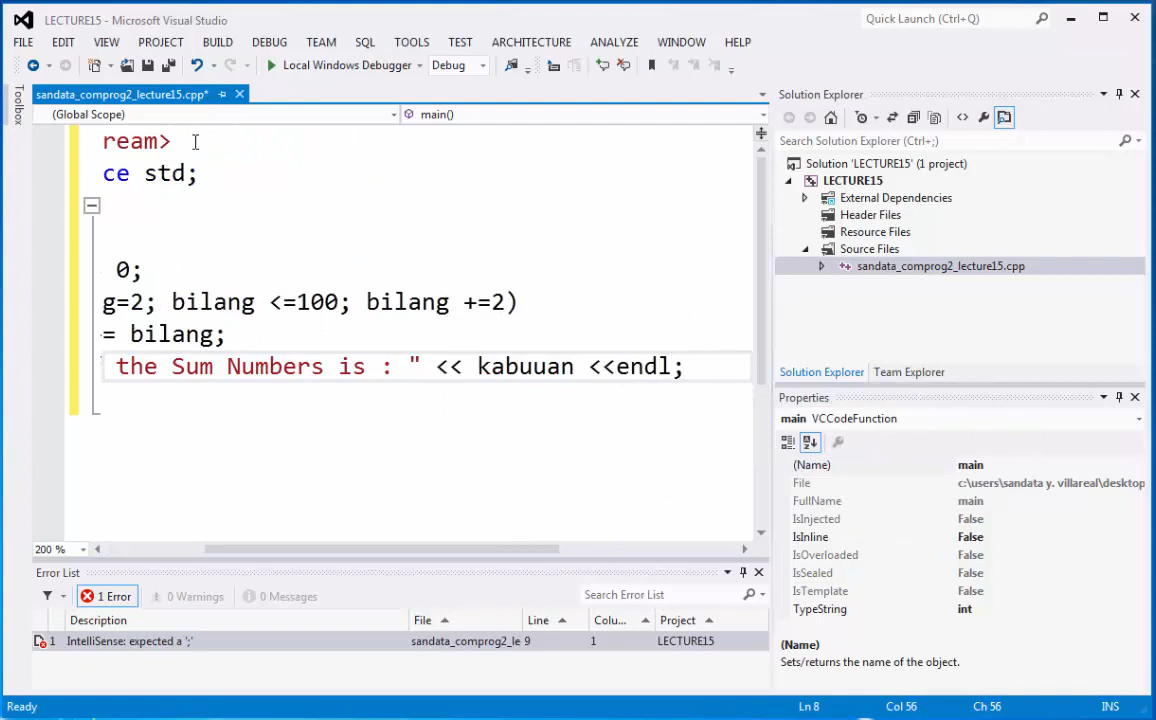 LECTURE15 - Microsoft Visual Studio
Quick Launch (Ctrl+Q)
FILE EDIT VIEW PROJECT BUILD DEBUG TEAM SQL TOOLS TEST ARCHITECTURE ANALYZE WINDOW HELP
Local Windows Debugger Debug
Toolbox
sandata_comprog2_lecture15.cpp*
(Global Scope) main()
ream>
ce std;
0;
g=2; bilang <=100; bilang +=2)
= bilang;
the Sum Numbers is : " << kabuuan <<endl;
200 %
Solution Explorer
Search Solution Explorer (Ctrl+;)
Solution 'LECTURE15' (1 project)
LECTURE15
External Dependencies
Header Files
Resource Files
Source Files
sandata_comprog2_lecture15.cpp
Solution Explorer Team Explorer
Properties
main VCCodeFunction
(Name) main
File c:\users\sandata y. villareal\desktop
FullName main
IsInjected False
IsInline False
IsOverloaded False
IsSealed False
IsTemplate False
TypeString int
(Name)
Sets/returns the name of the object.
Error List
1 Error 0 Warnings 0 Messages
Search Error List
Description File Line Colu... Project
1 IntelliSense: expected a ';' sandata_comprog2_le 9 1 LECTURE15
Ready Ln 8 Col 56 Ch 56 INS